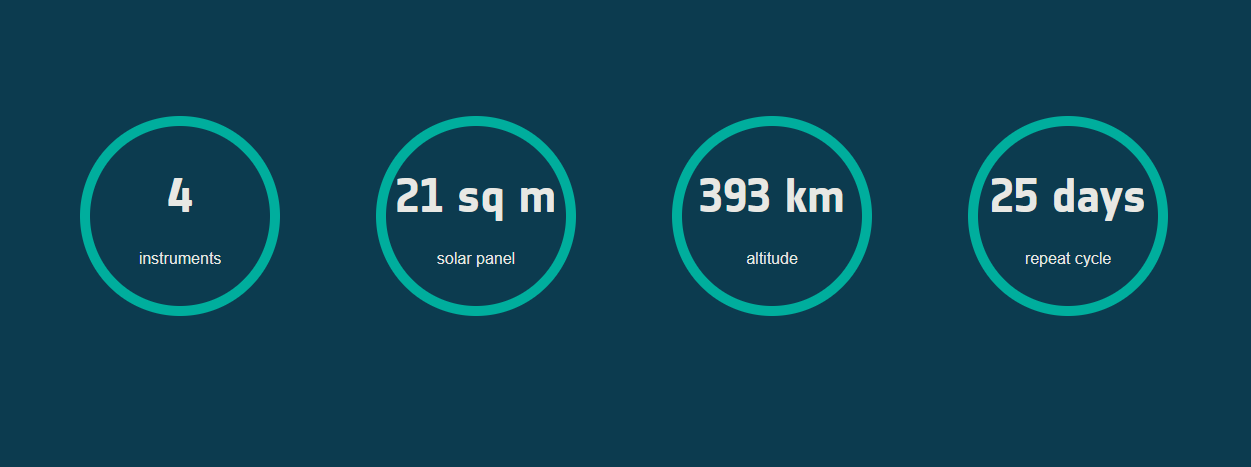 4
instruments
21 sq m
solar panel
393 km
altitude
25 days
repeat cycle